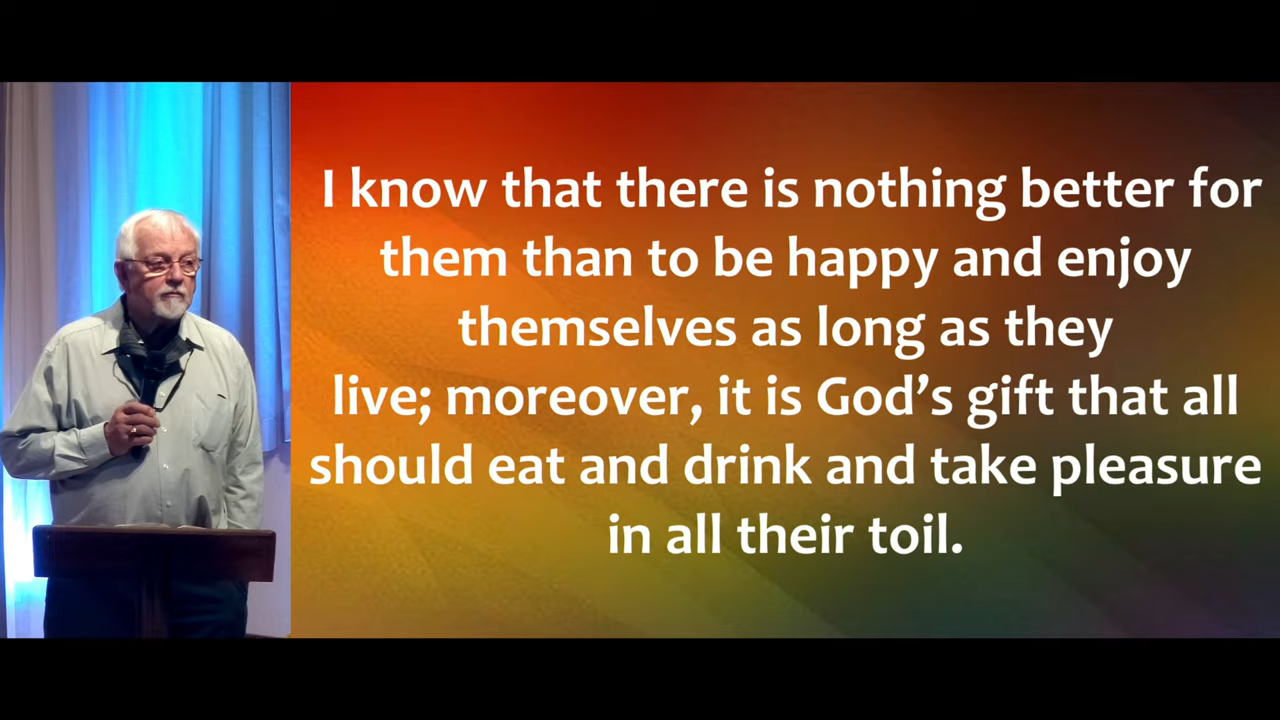 I know that there is nothing better for
them than to be happy and enjoy
themselves as long as they
live; moreover, it is God’s gift that all
should eat and drink and take pleasure
in all their toil.